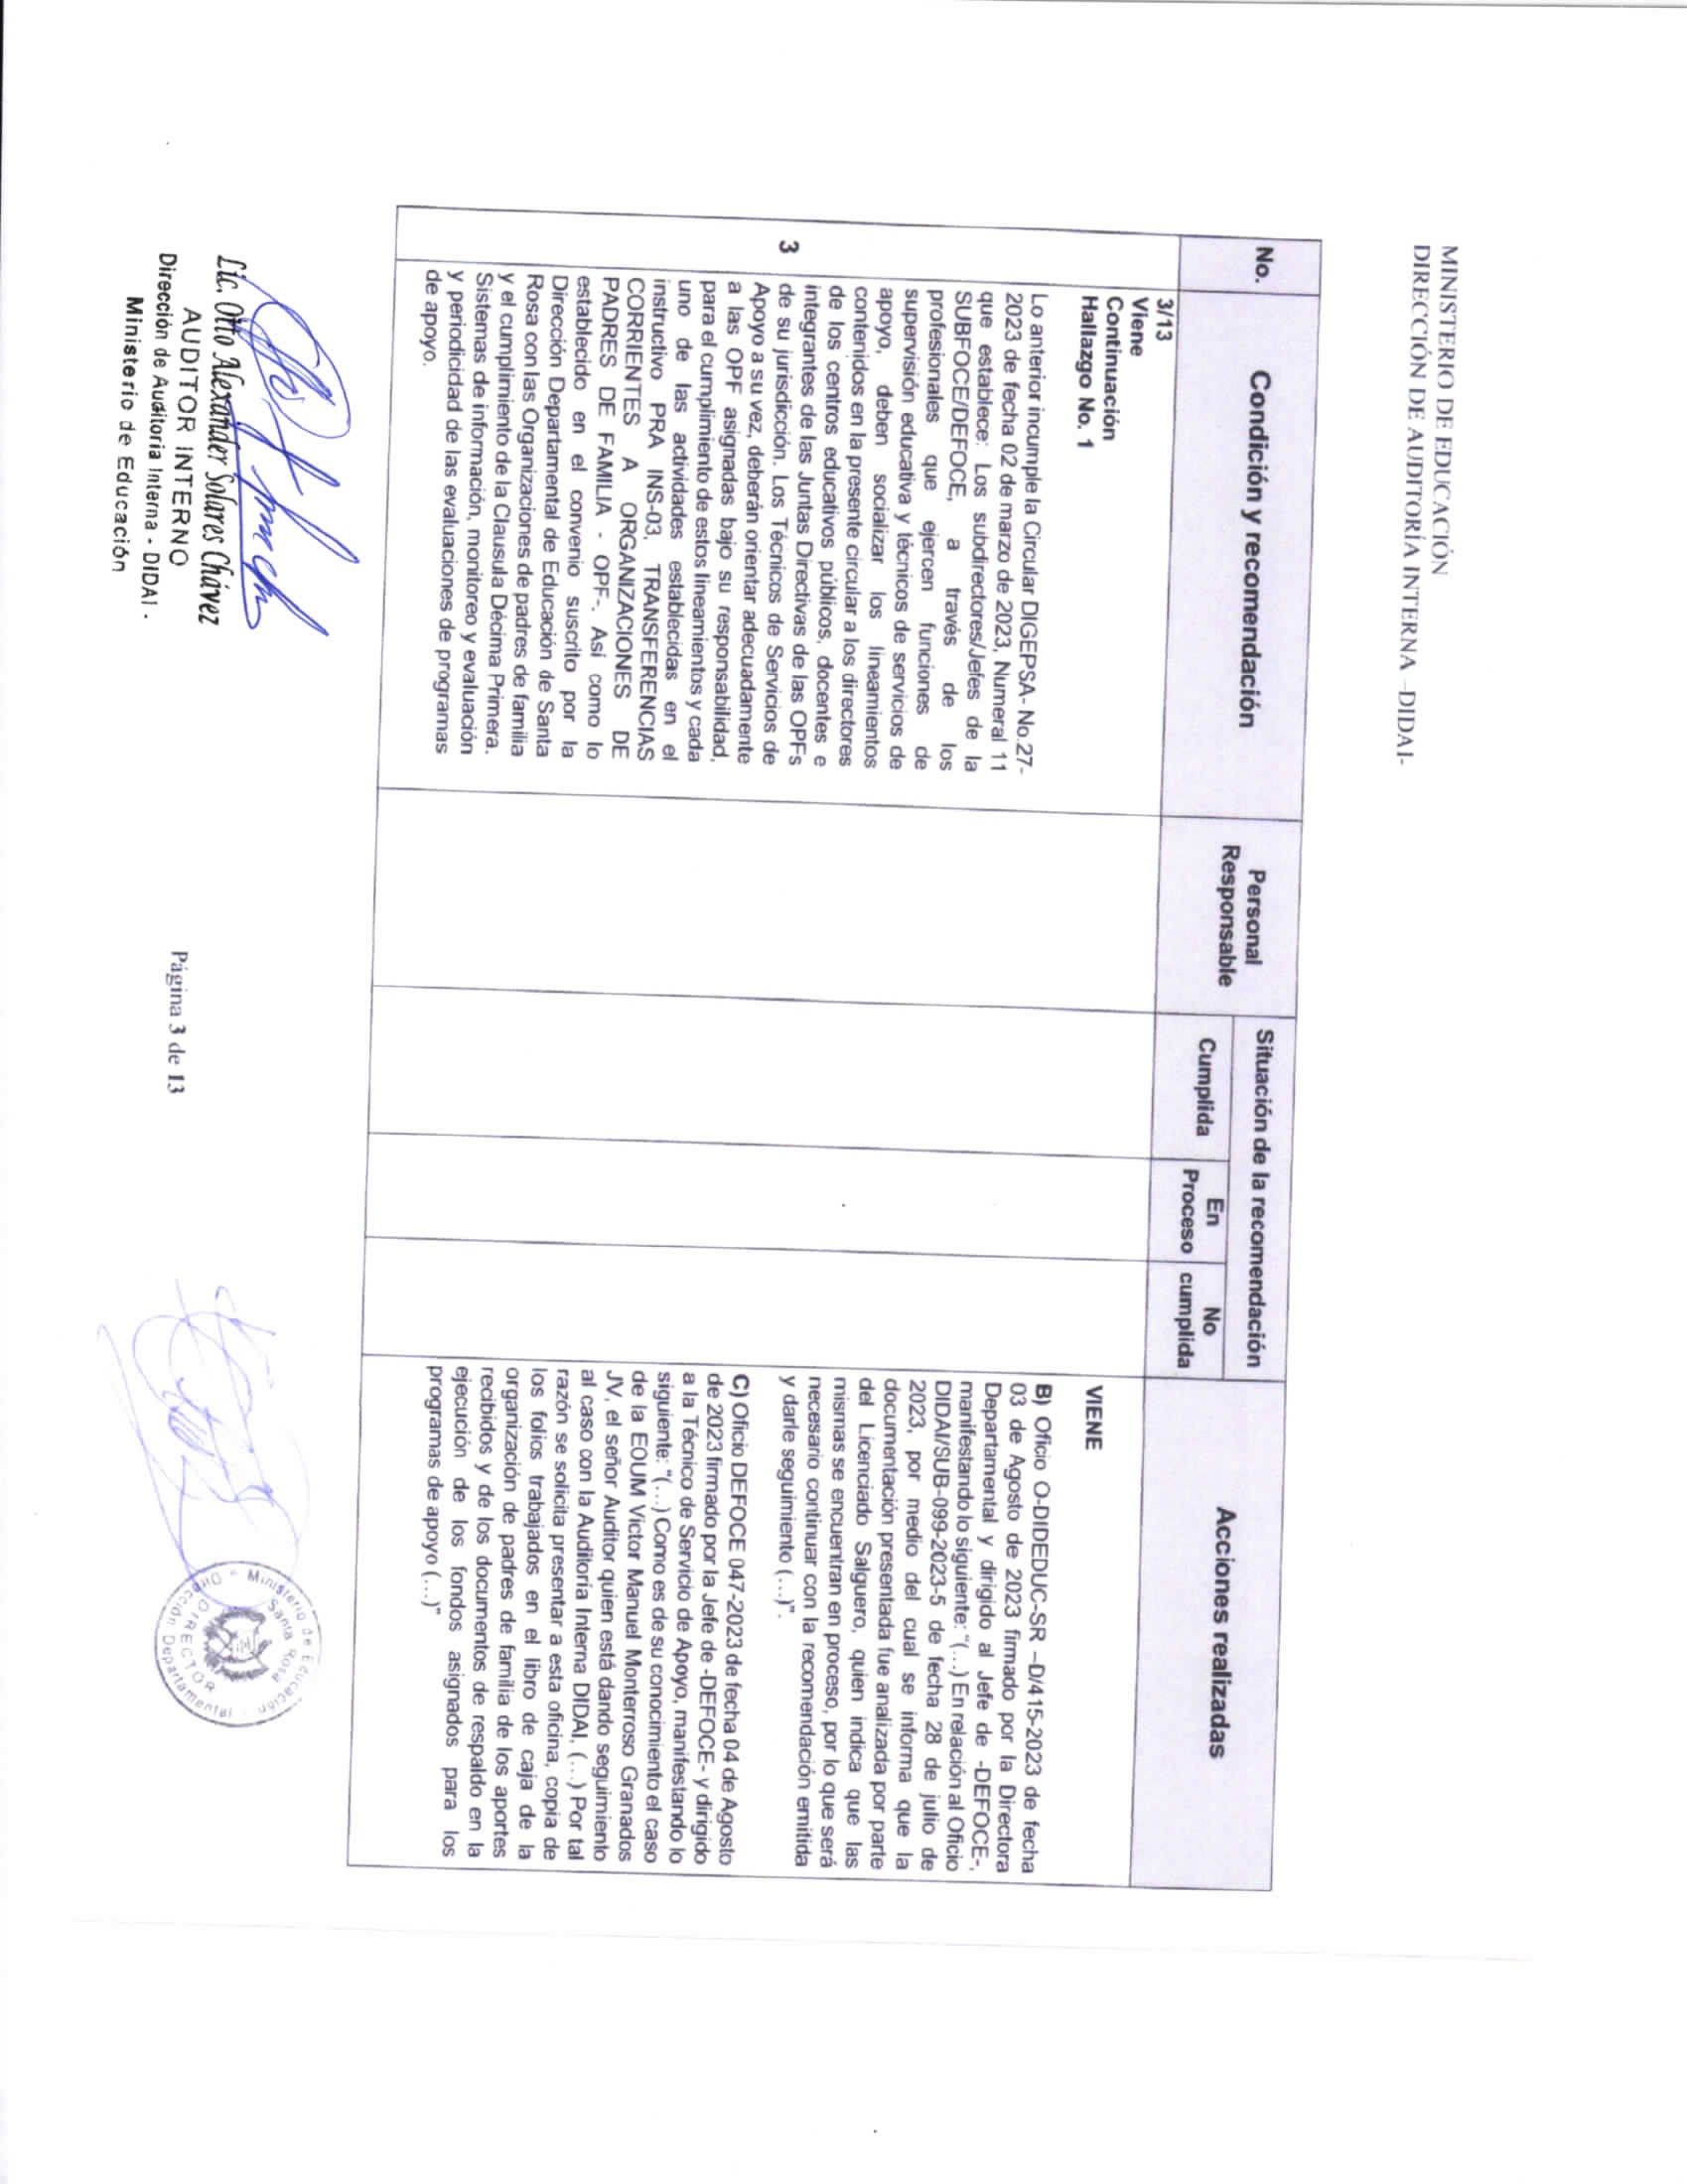 MINISTERIO DE EDUCACIÓN
DIRECCIÓN DE AUDITORÍA INTERNA –DIDAI-
No.
Condición y recomendación
Personal
Responsable
Situación de la recomendación
Cumplida
En
Proceso
No
cumplida
Acciones realizadas
3
3/13
Viene
Continuación
Hallazgo No. 1
Lo anterior incumple la Circular DIGEPSA- No.27-
2023 de fecha 02 de marzo de 2023, Numeral 11
que establece: Los subdirectores/Jefes de la
SUBFOCE/DEFOCE, a través de los
profesionales que ejercen funciones de
supervisión educativa y técnicos de servicios de
apoyo, deben socializar los lineamientos
contenidos en la presente circular a los directores
de los centros educativos públicos, docentes e
integrantes de las Juntas Directivas de las OPFs
de su jurisdicción. Los Técnicos de Servicios de
Apoyo a su vez, deberán orientar adecuadamente
a las OPF asignadas bajo su responsabilidad,
para el cumplimiento de estos lineamientos y cada
uno de las actividades establecidas en el
instructivo PRA INS-03, TRANSFERENCIAS
CORRIENTES A ORGANIZACIONES DE
PADRES DE FAMILIA - OPF-. Así como lo
establecido en el convenio suscrito por la
Dirección Departamental de Educación de Santa
Rosa con las Organizaciones de padres de familia
y el cumplimiento de la Clausula Décima Primera.
Sistemas de información, monitoreo y evaluación
y periodicidad de las evaluaciones de programas
de apoyo.
VIENE
B) Oficio O-DIDEDUC-SR –D/415-2023 de fecha
03 de Agosto de 2023 firmado por la Directora
Departamental y dirigido al Jefe de -DEFOCE-,
manifestando lo siguiente: “(…) En relación al Oficio
DIDAI/SUB-099-2023-5 de fecha 28 de julio de
2023, por medio del cual se informa que la
documentación presentada fue analizada por parte
del Licenciado Salguero, quien indica que las
mismas se encuentran en proceso, por lo que será
necesario continuar con la recomendación emitida
y darle seguimiento (…)”.
C) Oficio DEFOCE 047-2023 de fecha 04 de Agosto
de 2023 firmado por la Jefe de -DEFOCE- y dirigido
a la Técnico de Servicio de Apoyo, manifestando lo
siguiente: “(…) Como es de su conocimiento el caso
de la EOUM Victor Manuel Monterroso Granados
JV, el señor Auditor quien está dando seguimiento
al caso con la Auditoria Interna DIDAI, (…) Por tal
razón se solicita presentar a esta oficina, copia de
los folios trabajados en el libro de caja de la
organización de padres de familia de los aportes
recibidos y de los documentos de respaldo en la
ejecución de los fondos asignados para los
programas de apoyo (…)”
Lic. Otto Alexander Solares Chávez
AUDITOR INTERNO
Dirección de Auditoria Interna - DIDAI -
Ministerio de Educación
Página 3 de 13
Ministerio de Educación
Dirección Departamental
Santa Rosa
DIRECTOR